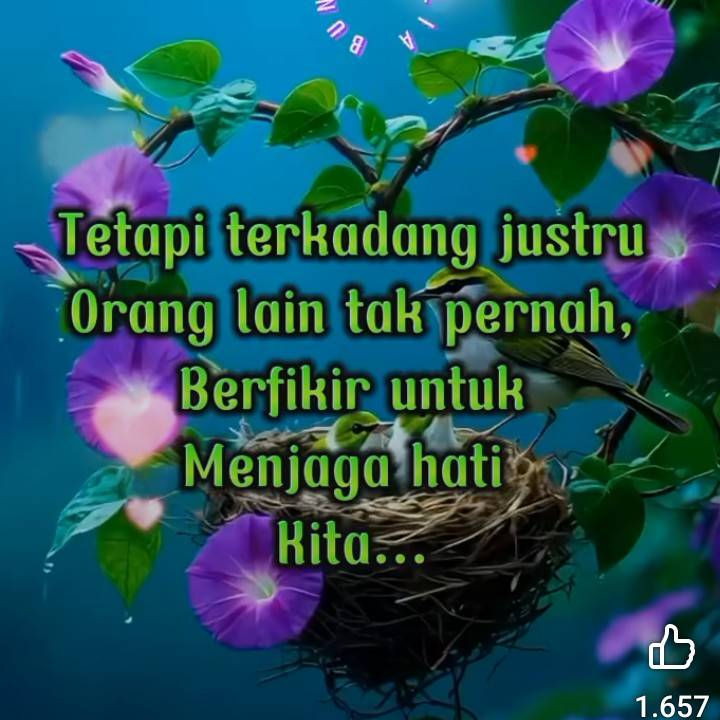 Tetapi terkadang justru
Orang lain tak pernah,
Berfikir untuk
Menjaga hati
Kita...
1.657